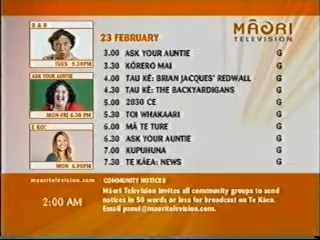 B & B
TUES 9.30PM
ASK YOUR AUNTIE
MON-FRI 6.30 PM
E KO!
MON 6.00PM
MĀORI
TELEVISION
23 FEBRUARY
3.00 ASK YOUR AUNTIE G
3.30 KŌRERO MAI G
4.00 TAU KĒ: BRIAN JACQUES' REDWALL G
4.30 TAU KĒ: THE BACKYARDIGANS G
5.00 2030 CE G
5.30 TOI WHAKAARI G
6.00 MĀ TE TURE G
6.30 ASK YOUR AUNTIE G
7.00 KUPUHUNA G
7.30 TE KĀEA: NEWS G
maoritelevision.com
2:00 AM
COMMUNITY NOTICES
Māori Television invites all community groups to send
notices in 50 words or less for broadcast on Te Kāea.
Email panui@maoritelevision.com.